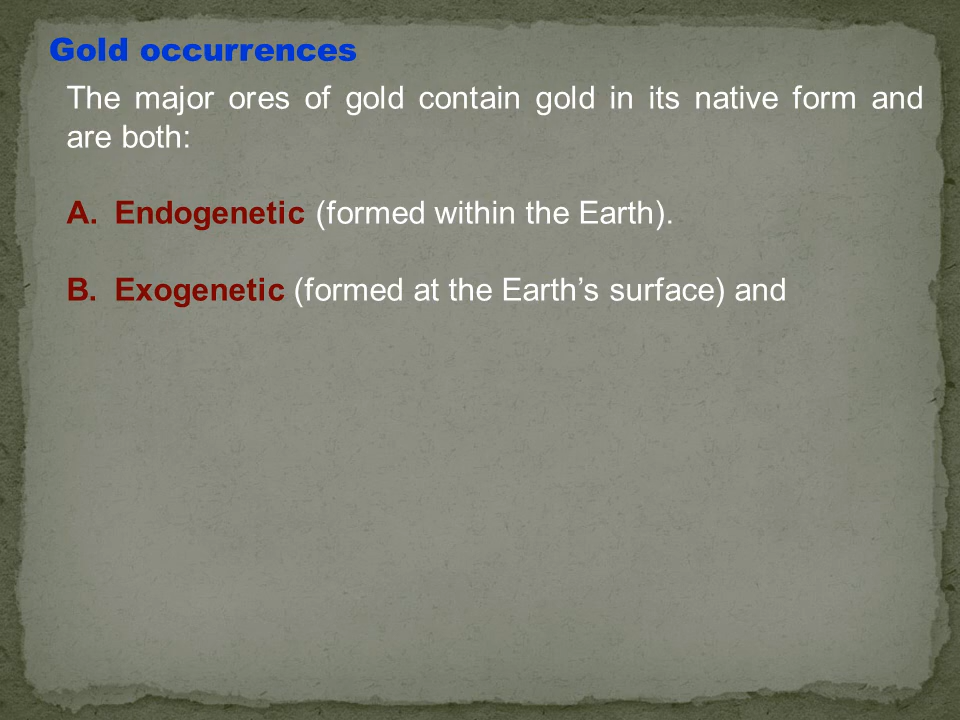 Gold occurrences
The major ores of gold contain gold in its native form and
are both:
A. Endogenetic (formed within the Earth).
B. Exogenetic (formed at the Earth’s surface) and